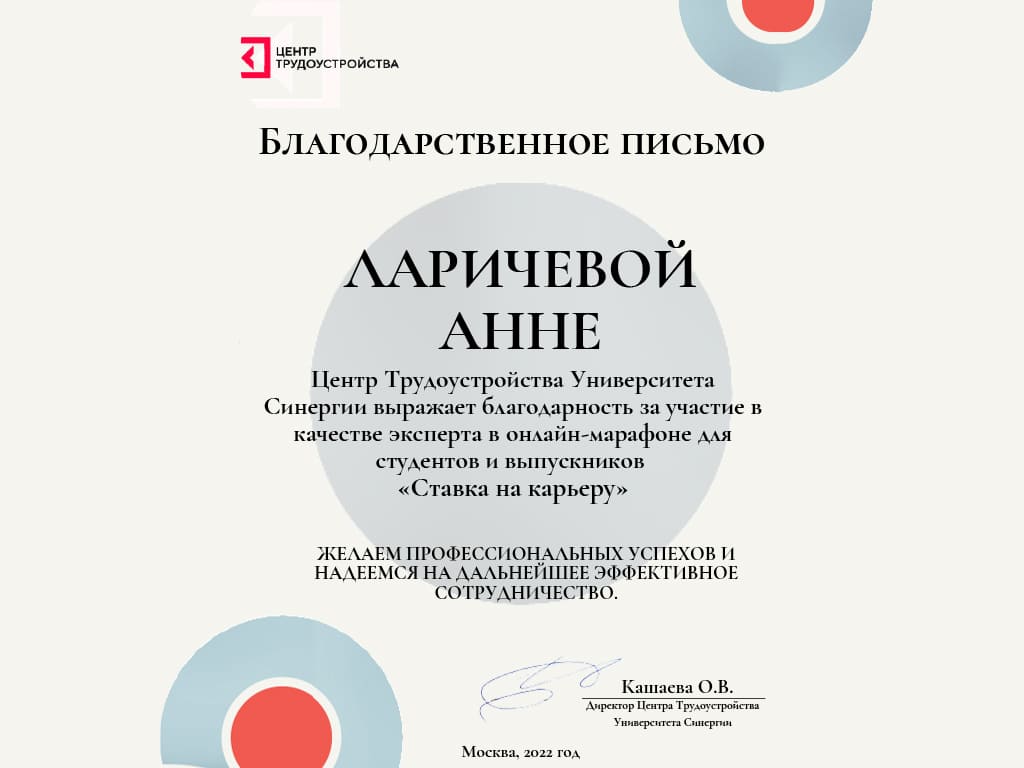 ЦЕНТР
ТРУДОУСТРОЙСТВА
Благодарственное письмо
ЛАРИЧЕВОЙ
АННЕ
Центр Трудоустройства Университета
Синергии выражает благодарность за участие в
качестве эксперта в онлайн-марафоне для
студентов и выпускников
«Ставка на карьеру»
ЖЕЛАЕМ ПРОФЕССИОНАЛЬНЫХ УСПЕХОВ И
НАДЕЕМСЯ НА ДАЛЬНЕЙШЕЕ ЭФФЕКТИВНОЕ
СОТРУДНИЧЕСТВО.
Кашаева О.В.
Директор Центра Трудоустройства
Университета Синергии
Москва, 2022 год